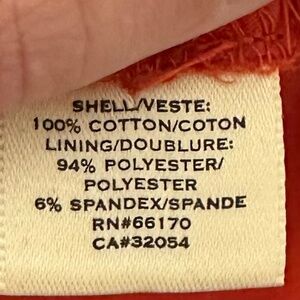 SHELL/VESTE:
100% COTTON/COTON
LINING/DOUBLURE:
94% POLYESTER/
POLYESTER
6% SPANDEX/SPANDE
RN#66170
CA#32054